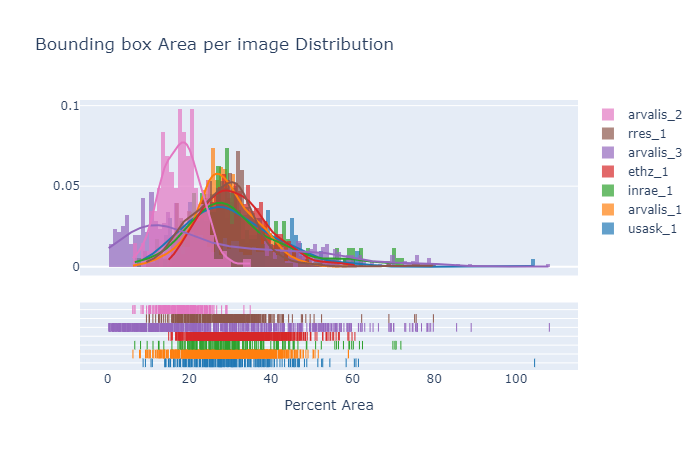 Bounding box Area per image Distribution
0.1
0.05
0
arvalis_2
rres_1
arvalis_3
ethz_1
inrae_1
arvalis_1
usask_1
0 20 40 60 80 100
Percent Area